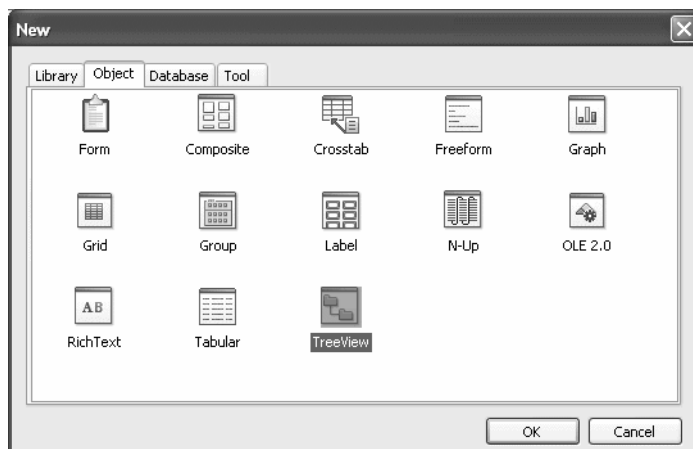 New
Library Object Database Tool
Form Composite Crosstab Freeform Graph
Grid Group Label N-Up OLE 2.0
AB
RichText Tabular TreeView
OK Cancel